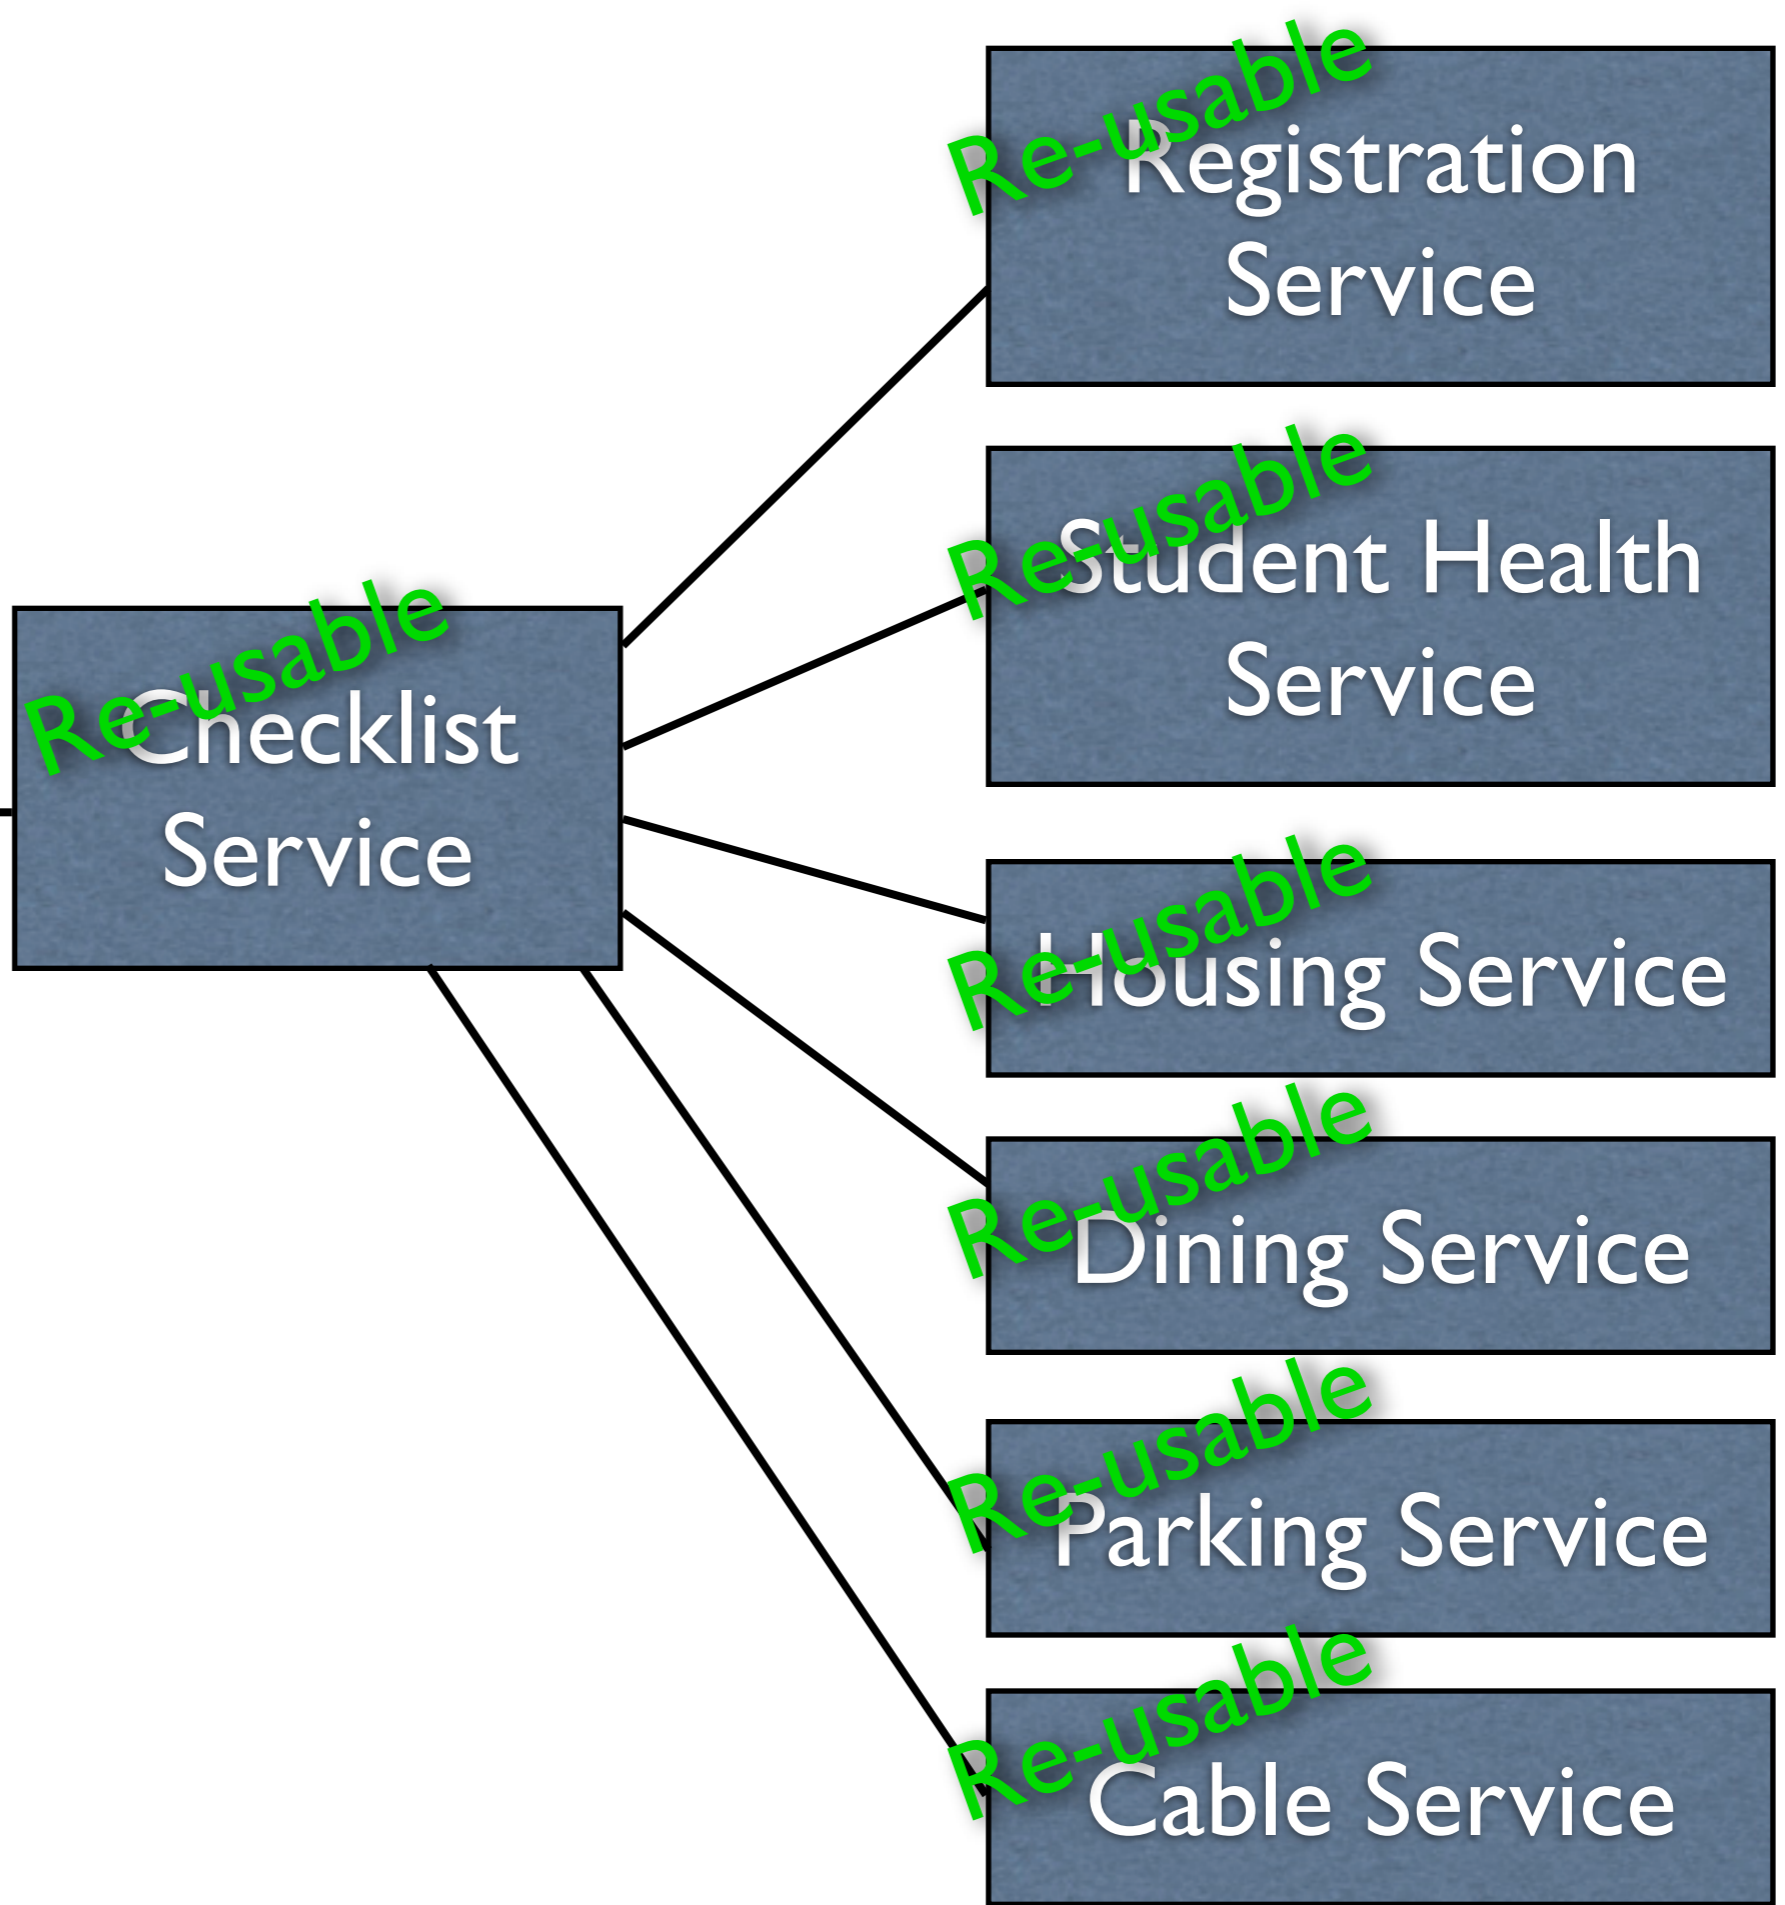 Re-usable
Registration
Service
Re-usable
Student Health
Service
Re-usable
Checklist
Service
Re-usable
Housing Service
Re-usable
Dining Service
Re-usable
Parking Service
Re-usable
Cable Service